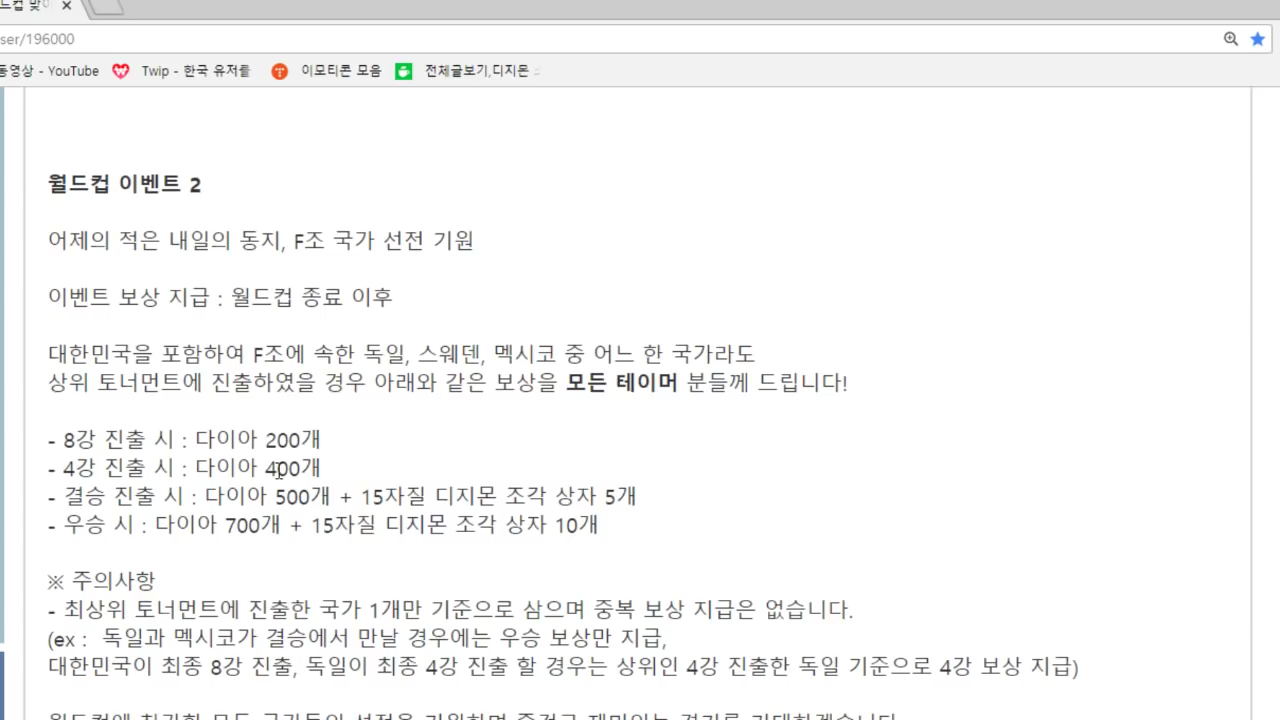 ser/196000
동영상 - YouTube Twip - 한국 유저를 이모티콘 모음 전체글보기,디지몬
월드컵 이벤트 2
어제의 적은 내일의 동지, F조 국가 선전 기원
이벤트 보상 지급 : 월드컵 종료 이후
대한민국을 포함하여 F조에 속한 독일, 스웨덴, 멕시코 중 어느 한 국가라도
상위 토너먼트에 진출하였을 경우 아래와 같은 보상을 모든 테이머 분들께 드립니다!
- 8강 진출 시 : 다이아 200개
- 4강 진출 시 : 다이아 400개
- 결승 진출 시 : 다이아 500개 + 15자질 디지몬 조각 상자 5개
- 우승 시 : 다이아 700개 + 15자질 디지몬 조각 상자 10개
※ 주의사항
- 최상위 토너먼트에 진출한 국가 1개만 기준으로 삼으며 중복 보상 지급은 없습니다.
(ex : 독일과 멕시코가 결승에서 만날 경우에는 우승 보상만 지급,
대한민국이 최종 8강 진출, 독일이 최종 4강 진출 할 경우는 상위인 4강 진출한 독일 기준으로 4강 보상 지급)